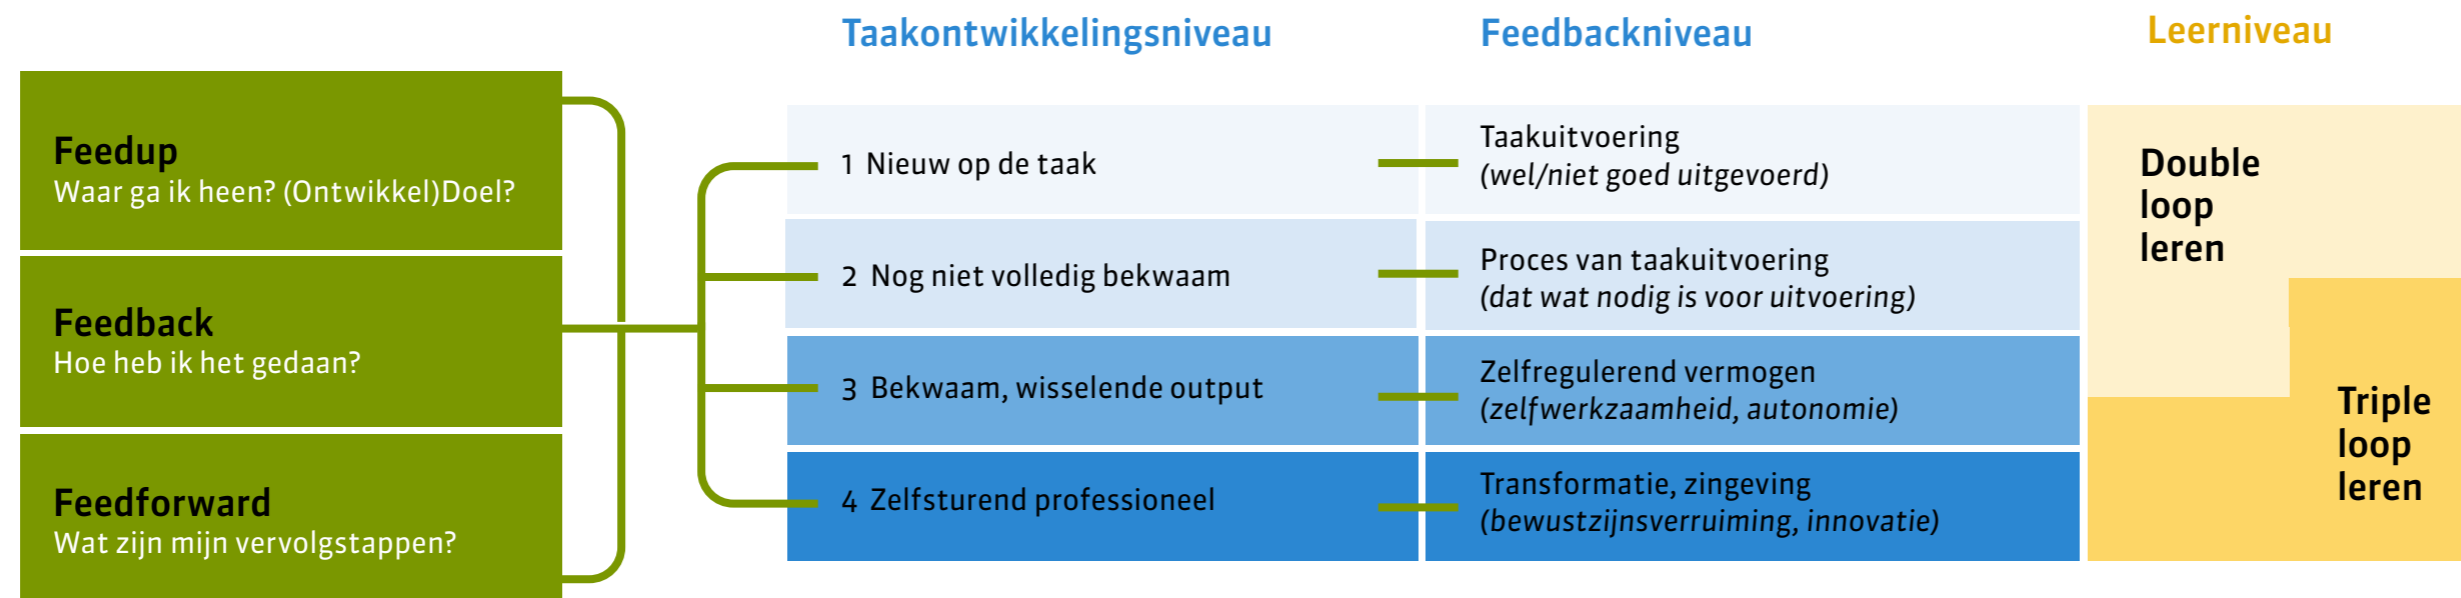 Taakontwikkelingsniveau
Feedbackniveau
Leerniveau
Feedup
Waar ga ik heen? (Ontwikkel)Doel?
Feedback
Hoe heb ik het gedaan?
Feedforward
Wat zijn mijn vervolgstappen?
1 Nieuw op de taak
Taakuitvoering
(wel/niet goed uitgevoerd)
2 Nog niet volledig bekwaam
Proces van taakuitvoering
(dat wat nodig is voor uitvoering)
3 Bekwaam, wisselende output
Zelfregulerend vermogen
(zelfwerkzaamheid, autonomie)
4 Zelfsturend professioneel
Transformatie, zingeving
(bewustzijnsverruiming, innovatie)
Double
loop
leren
Triple
loop
leren